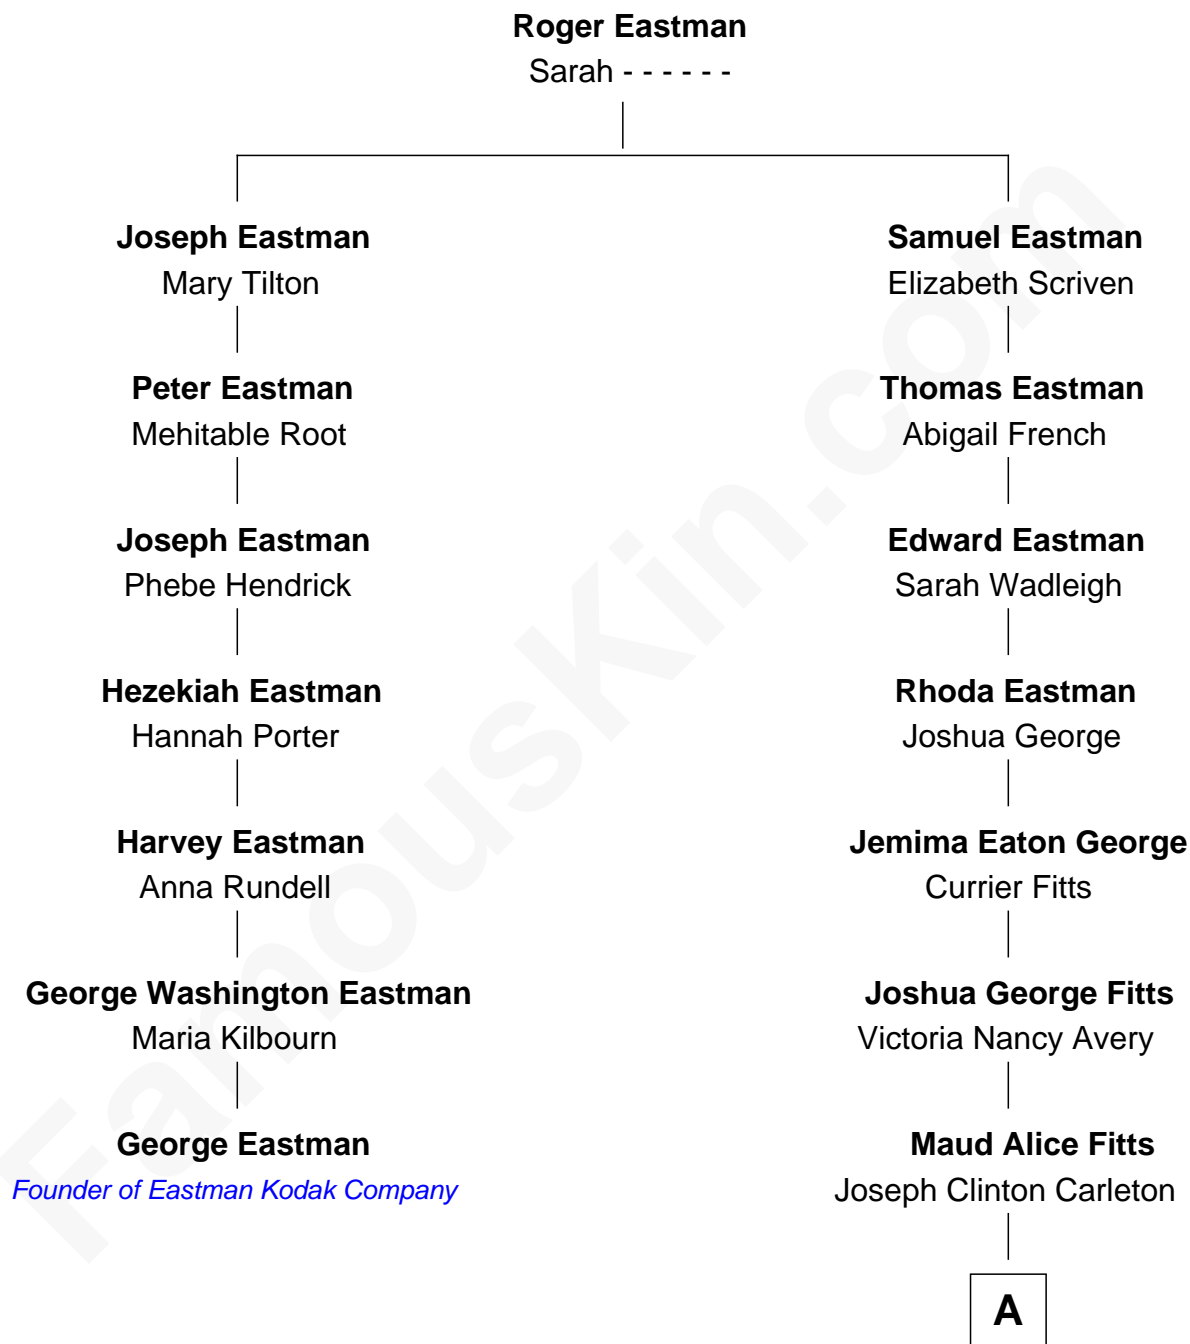 Roger Eastman
Sarah - - - - - -
Joseph Eastman
Mary Tilton
Peter Eastman
Mehitable Root
Joseph Eastman
Phebe Hendrick
Hezekiah Eastman
Hannah Porter
Harvey Eastman
Anna Rundell
George Washington Eastman
Maria Kilbourn
George Eastman
Founder of Eastman Kodak Company
Samuel Eastman
Elizabeth Scriven
Thomas Eastman
Abigail French
Edward Eastman
Sarah Wadleigh
Rhoda Eastman
Joshua George
Jemima Eaton George
Currier Fitts
Joshua George Fitts
Victoria Nancy Avery
Maud Alice Fitts
Joseph Clinton Carleton
A
FamousKin.com